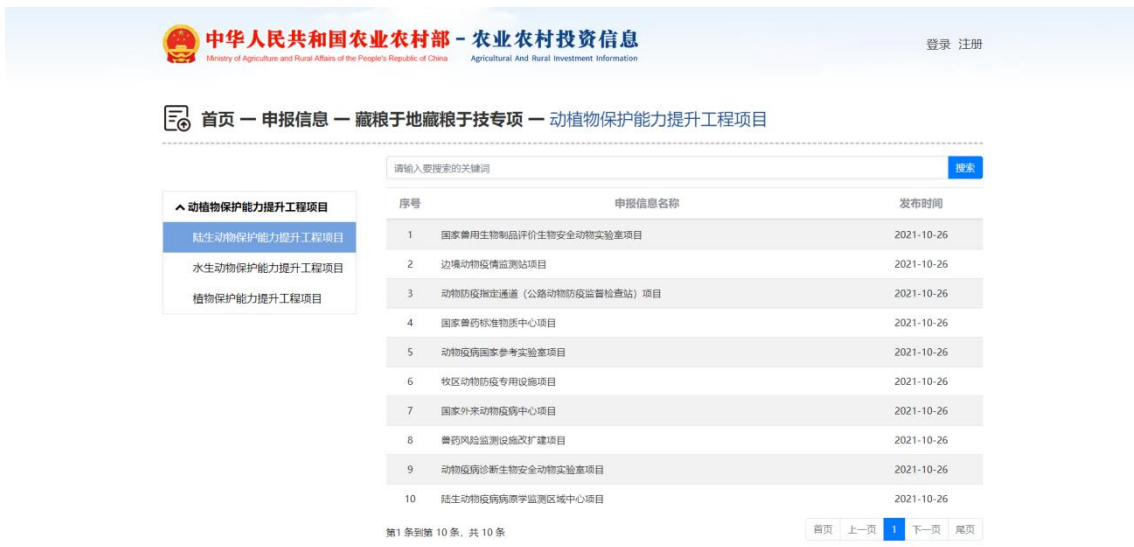 中华人民共和国农业农村部 - 农业农村投资信息
Ministry of Agriculture and Rural Affairs of the People's Republic of China Agricultural And Rural Investment Information
登录 注册
首页 — 申报信息 — 藏粮于地藏粮于技专项 — 动植物保护能力提升工程项目
请输入要搜索的关键词 搜索
动植物保护能力提升工程项目
陆生动物保护能力提升工程项目
水生动物保护能力提升工程项目
植物保护能力提升工程项目
序号 申报信息名称 发布时间
1 国家兽用生物制品评价生物安全动物实验室项目 2021-10-26
2 边境动物疫情监测站项目 2021-10-26
3 动物防疫指定通道（公路动物防疫监督检查站）项目 2021-10-26
4 国家兽药标准物质中心项目 2021-10-26
5 动物疫病国家参考实验室项目 2021-10-26
6 牧区动物防疫专用设施项目 2021-10-26
7 国家外来动物疫病中心项目 2021-10-26
8 兽药风险监测设施改扩建项目 2021-10-26
9 动物疫病诊断生物安全动物实验室项目 2021-10-26
10 陆生动物疫病病原学监测区域中心项目 2021-10-26
第1 条到第 10 条, 共 10 条
首页 上一页 1 下一页 尾页